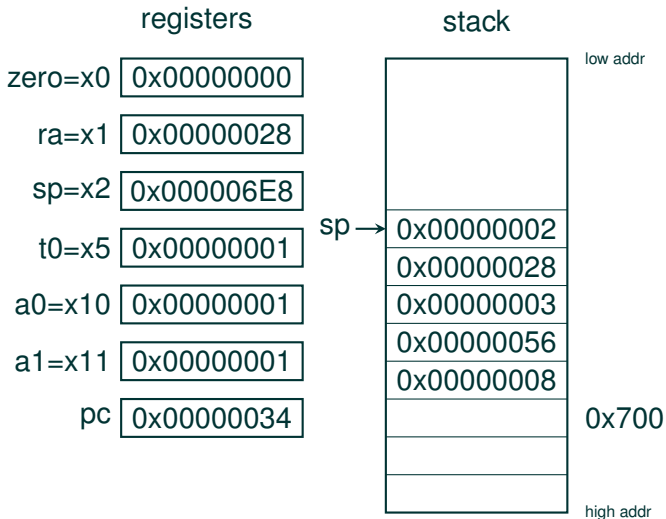 registers
zero=x0 0x00000000
ra=x1 0x00000028
sp=x2 0x000006E8
t0=x5 0x00000001
a0=x10 0x00000001
a1=x11 0x00000001
pc 0x00000034
stack
low addr
sp
0x00000002
0x00000028
0x00000003
0x00000056
0x00000008
0x700
high addr